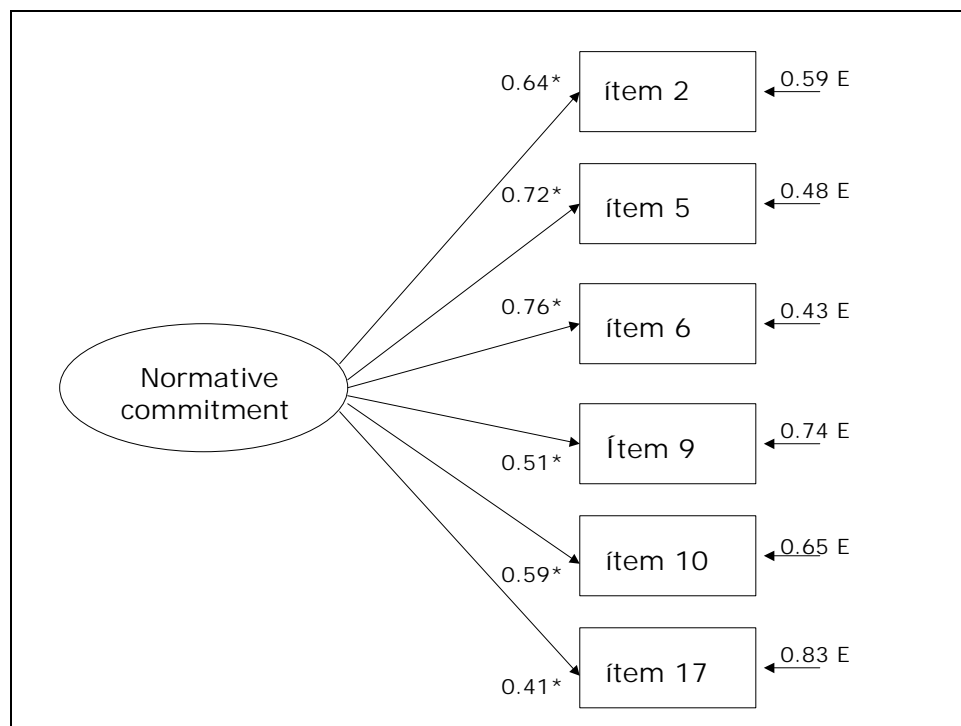 0.64*
ítem 2
0.59 E
0.72*
ítem 5
0.48 E
0.76*
ítem 6
0.43 E
Normative
commitment
0.51*
Ítem 9
0.74 E
0.59*
ítem 10
0.65 E
0.41*
ítem 17
0.83 E